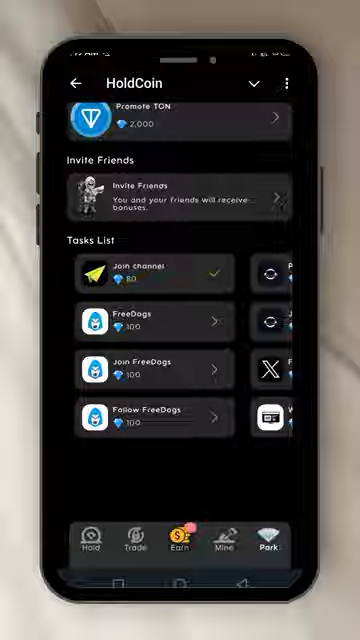 HoldCoin
Promote TON
2,000
Invite Friends
Invite Friends
You and your friends will receive
bonuses.
Tasks List
Join channel
80
FreeDogs
100
Join FreeDogs
100
Follow FreeDogs
100
Hold
Trade
Earn
Mine
Park